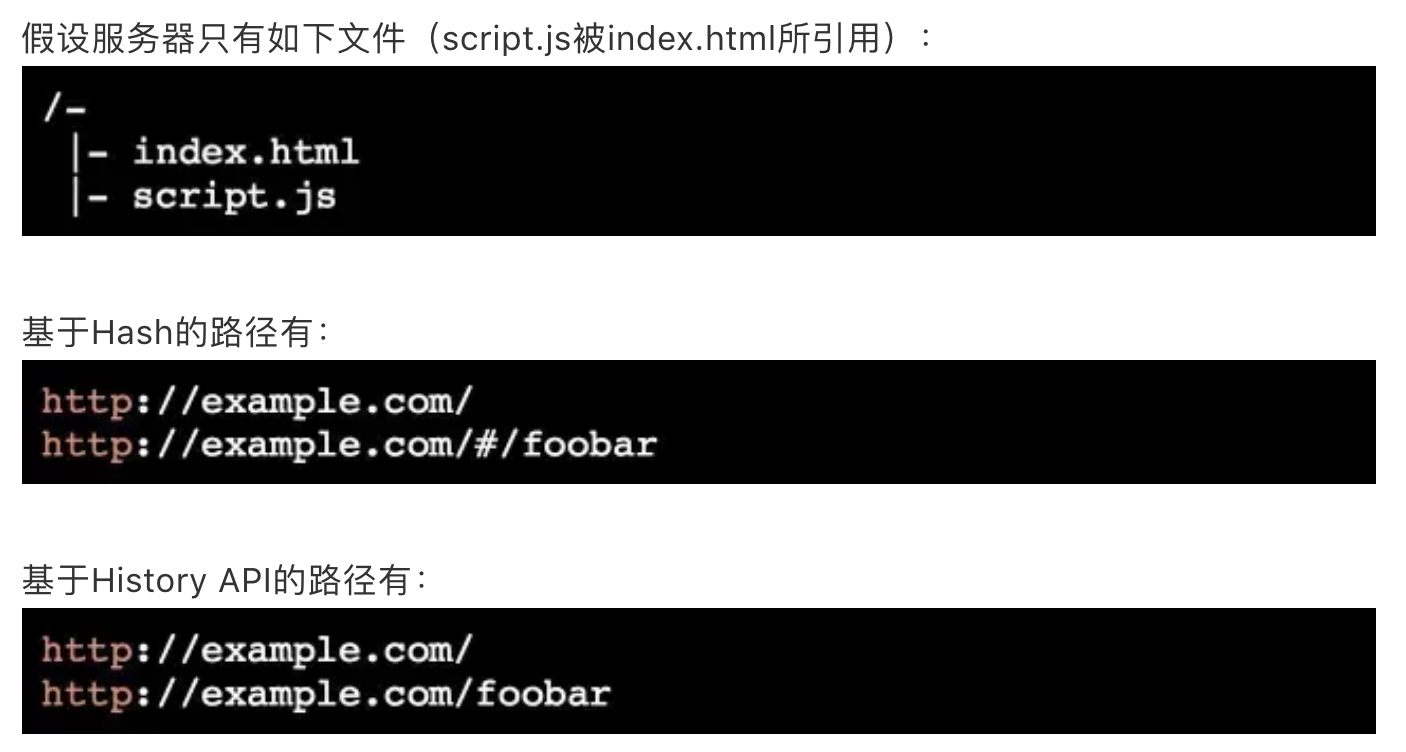 假设服务器只有如下文件（script.js被index.html所引用）：
/-
|- index.html
|- script.js
基于Hash的路径有：
http://example.com/
http://example.com/#/foobar
基于History API的路径有：
http://example.com/
http://example.com/foobar